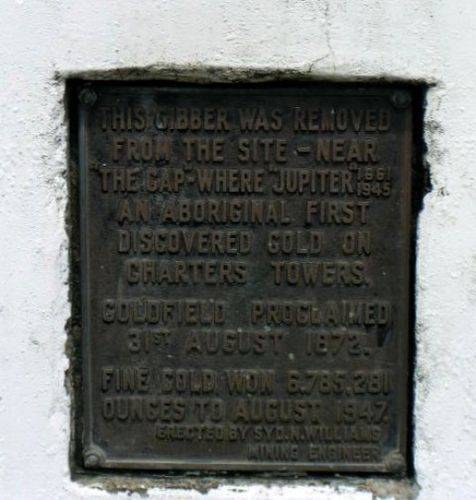 THIS GIBBER WAS REMOVED
FROM THE SITE - NEAR
"THE GAP"-WHERE "JUPITER" 1861 1945
AN ABORIGINAL FIRST
DISCOVERED GOLD ON
CHARTERS TOWERS.
GOLDFIELD PROCLAIMED
31ST AUGUST 1872.
FINE GOLD WON 6,785,281
OUNCES TO AUGUST 1947.
ERECTED BY SYD. N. WILLIAMS
MINING ENGINEER